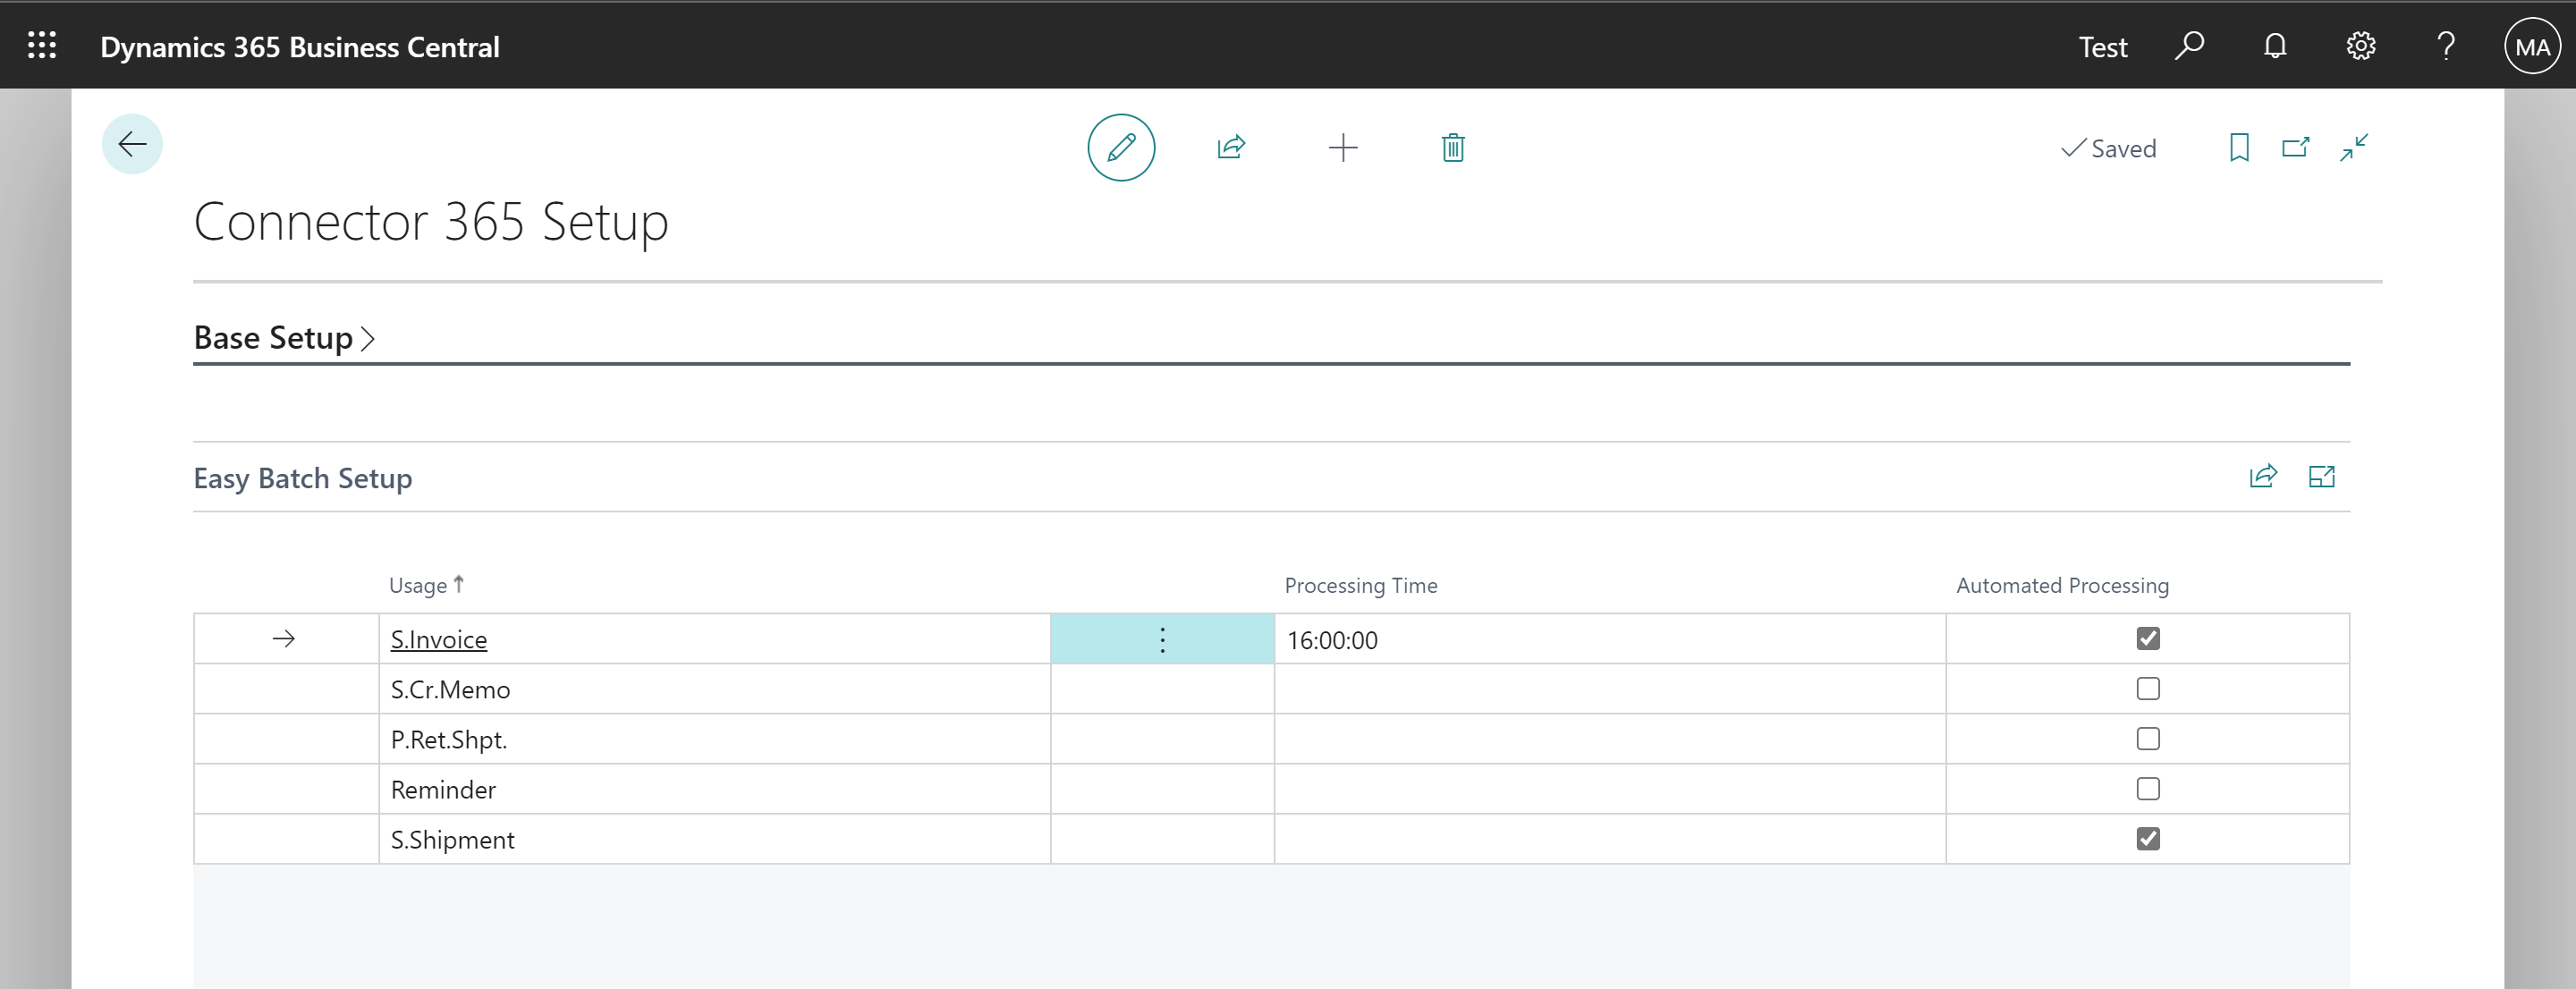 Dynamics 365 Business Central
Test
MA
Saved
Connector 365 Setup
Base Setup
Easy Batch Setup
Usage Processing Time Automated Processing
S.Invoice 16:00:00
S.Cr.Memo
P.Ret.Shpt.
Reminder
S.Shipment